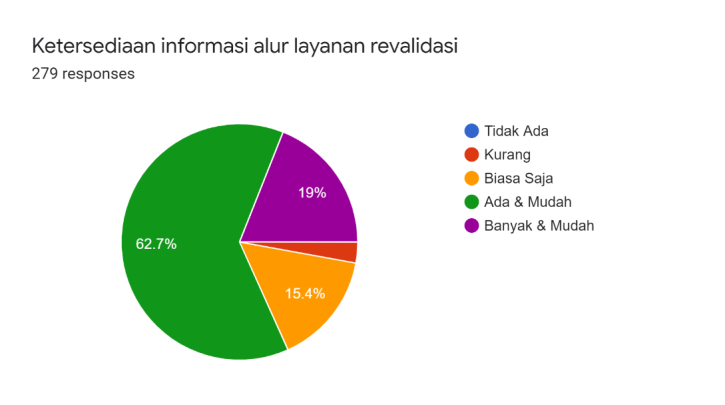 Ketersediaan informasi alur layanan revalidasi
279 responses
Tidak Ada
Kurang
Biasa Saja
Ada & Mudah
Banyak & Mudah
19%
62.7%
15.4%